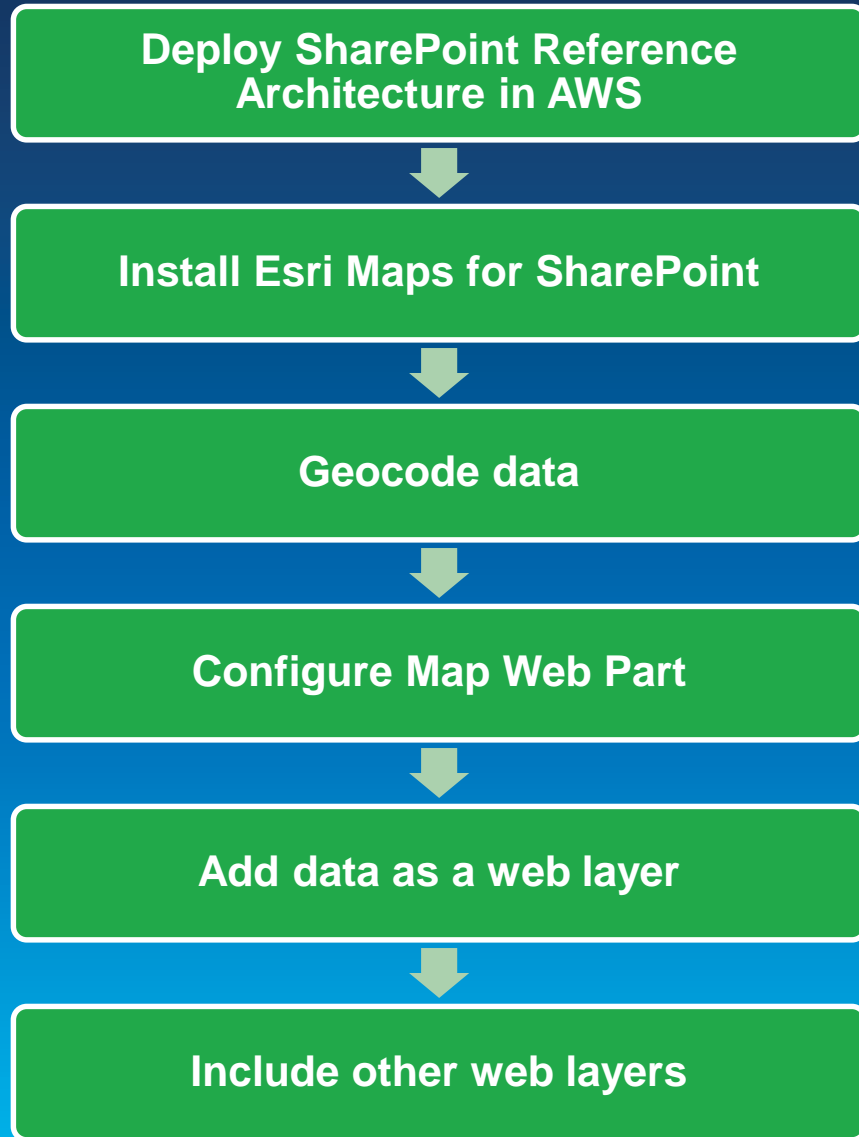 Deploy SharePoint Reference
Architecture in AWS
Install Esri Maps for SharePoint
Geocode data
Configure Map Web Part
Add data as a web layer
Include other web layers